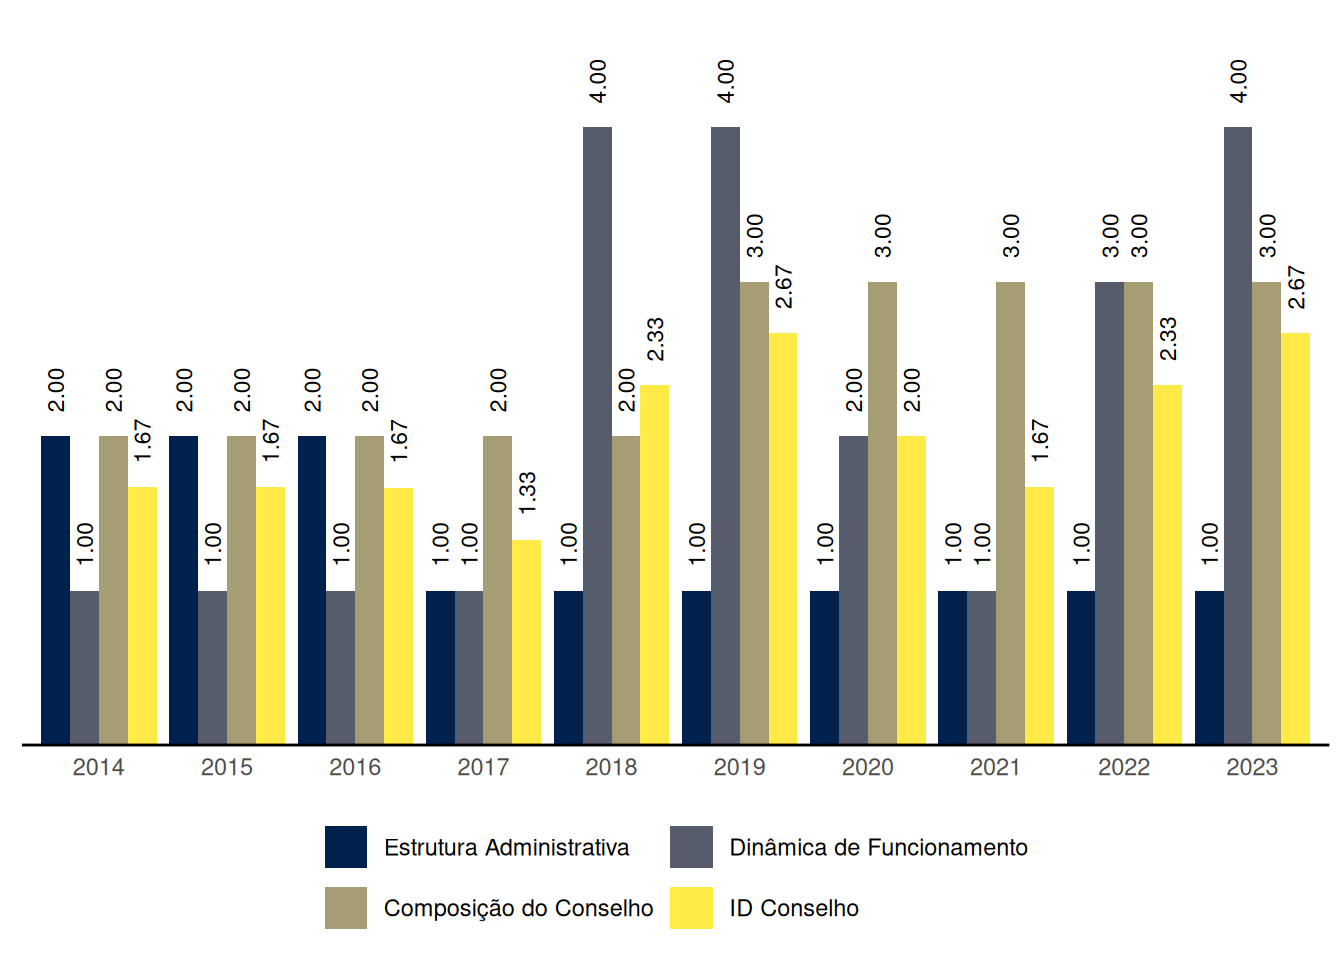 4.00 4.00 4.00
3.00 3.00 3.00 3.00 3.00 3.00
2.67 2.67
2.33 2.33
2.00 2.00 2.00 2.00 2.00 2.00 2.00 2.00 2.00 2.00
1.67 1.67 1.67 1.67
1.33
1.00 1.00 1.00 1.00 1.00 1.00 1.00 1.00 1.00 1.00 1.00 1.00
2014 2015 2016 2017 2018 2019 2020 2021 2022 2023
Estrutura Administrativa Dinâmica de Funcionamento
Composição do Conselho ID Conselho